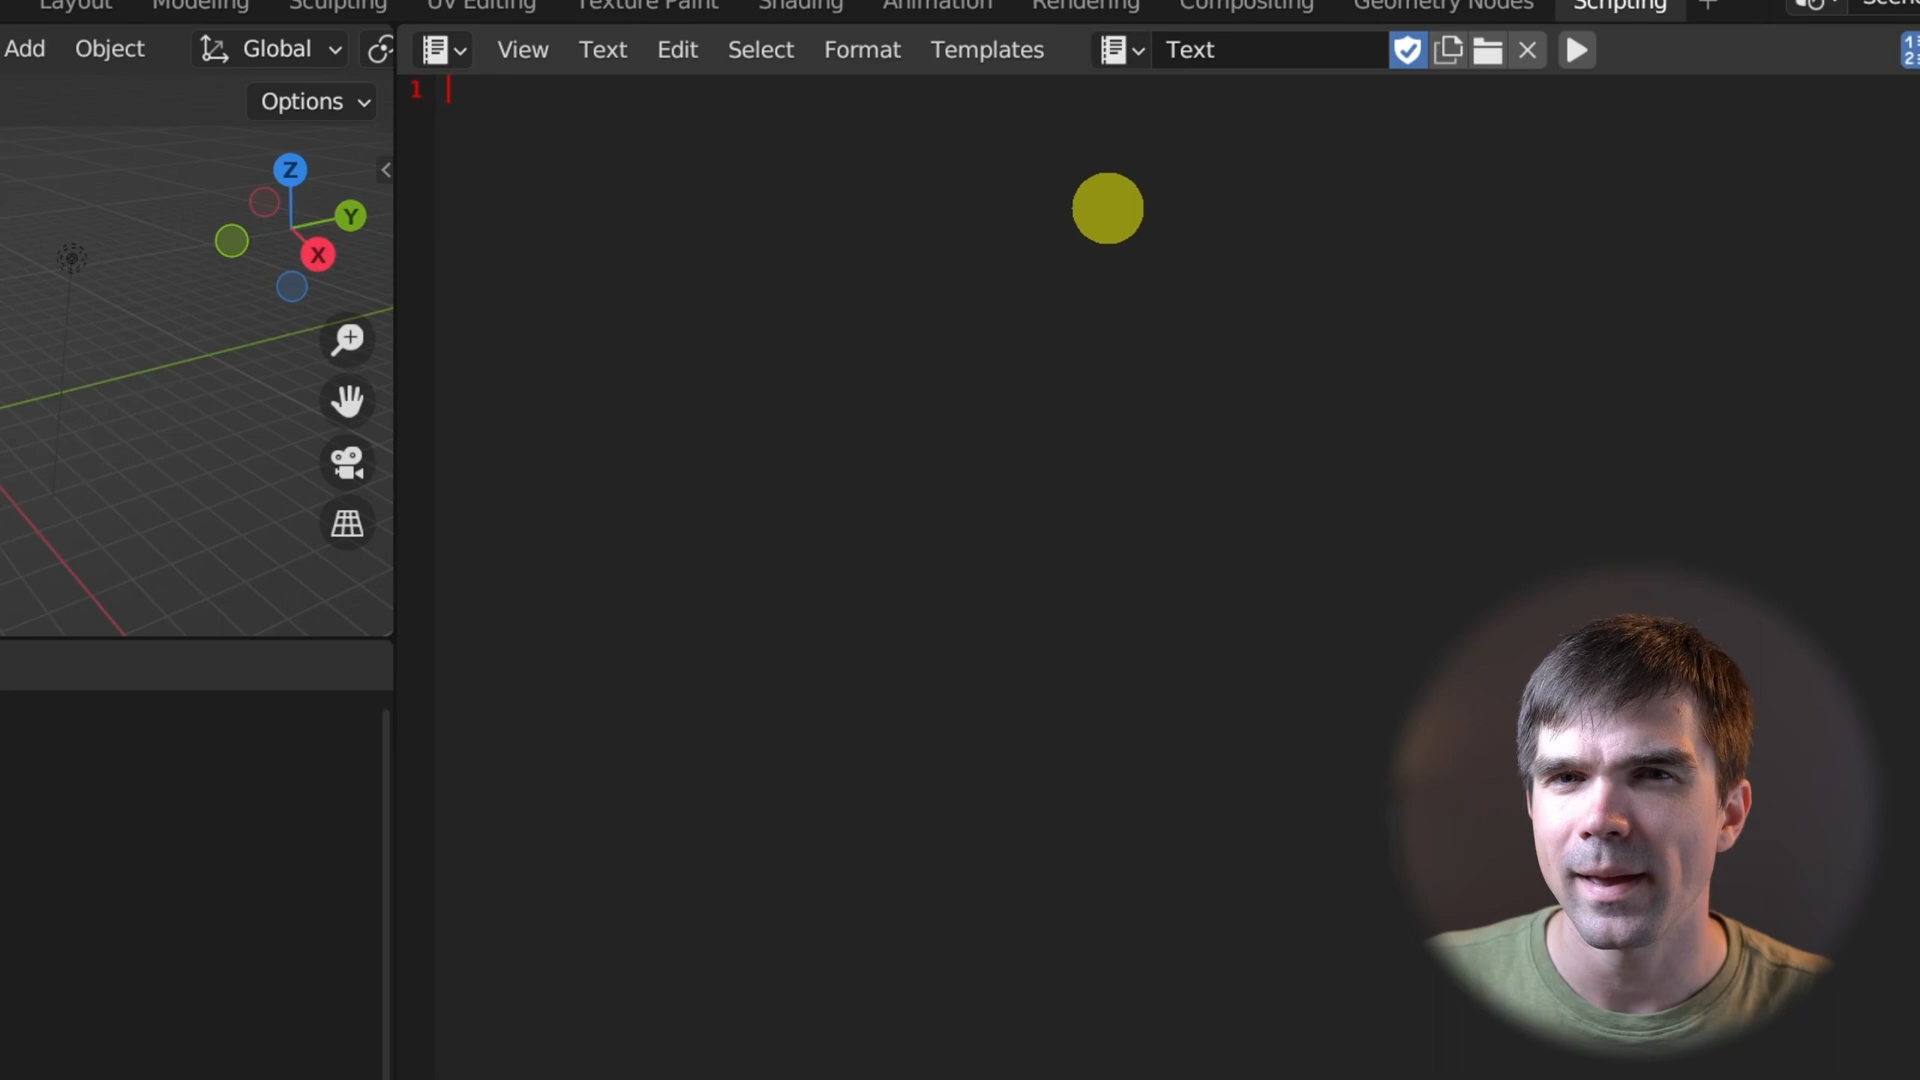 Layout Modeling Sculpting UV Editing Texture Paint Shading Animation Rendering Compositing Geometry Nodes Scripting +
Add Object Global View Text Edit Select Format Templates Text
1
Options
Z
Y
X